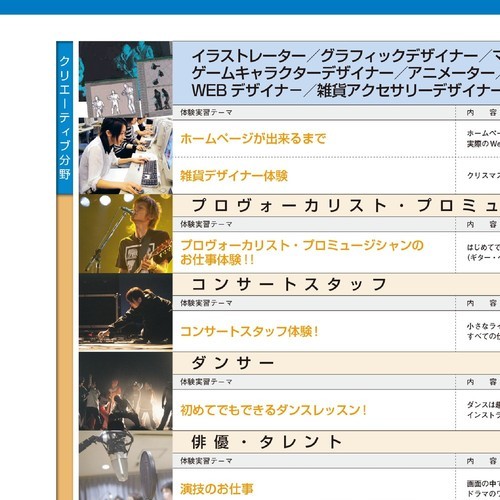 クリエーティブ分野
イラストレーター／グラフィックデザイナー／マ
ゲームキャラクターデザイナー／アニメーター／
WEBデザイナー／雑貨アクセサリーデザイナー
体験実習テーマ 内 容
ホームページが出来るまで ホームペー
実際のWe
雑貨デザイナー体験 クリスマス
プロヴォーカリスト・プロミュ
体験実習テーマ 内 容
プロヴォーカリスト・プロミュージシャンの はじめてで
お仕事体験!! （ギター・ベ
コンサートスタッフ
体験実習テーマ 内 容
コンサートスタッフ体験! 小さなライ
すべての仕
ダンサー
体験実習テーマ 内 容
初めてでもできるダンスレッスン! ダンスは最
インストラ
俳優・タレント
体験実習テーマ 内 容
演技のお仕事 画面の中で
ドラマのワ